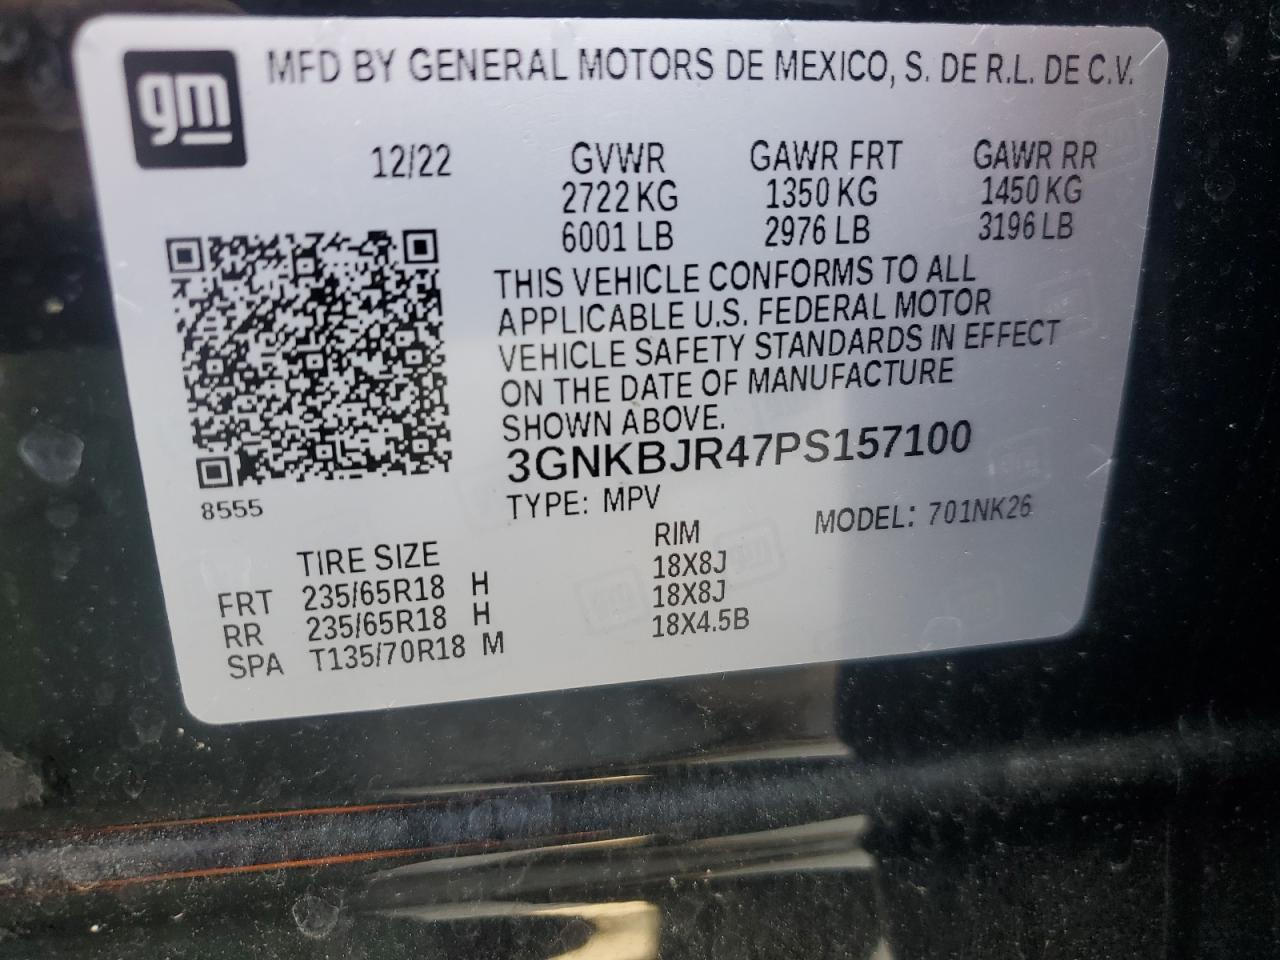 gm
MFD BY GENERAL MOTORS DE MEXICO, S. DE R.L. DE C.V.
12/22 GVWR GAWR FRT GAWR RR
2722 KG 1350 KG 1450 KG
6001 LB 2976 LB 3196 LB
THIS VEHICLE CONFORMS TO ALL
APPLICABLE U.S. FEDERAL MOTOR
VEHICLE SAFETY STANDARDS IN EFFECT
ON THE DATE OF MANUFACTURE
SHOWN ABOVE.
3GNKBJR47PS157100
8555
TYPE: MPV MODEL: 701NK26
TIRE SIZE RIM
FRT 235/65R18 H 18X8J
RR 235/65R18 H 18X8J
SPA T135/70R18 M 18X4.5B